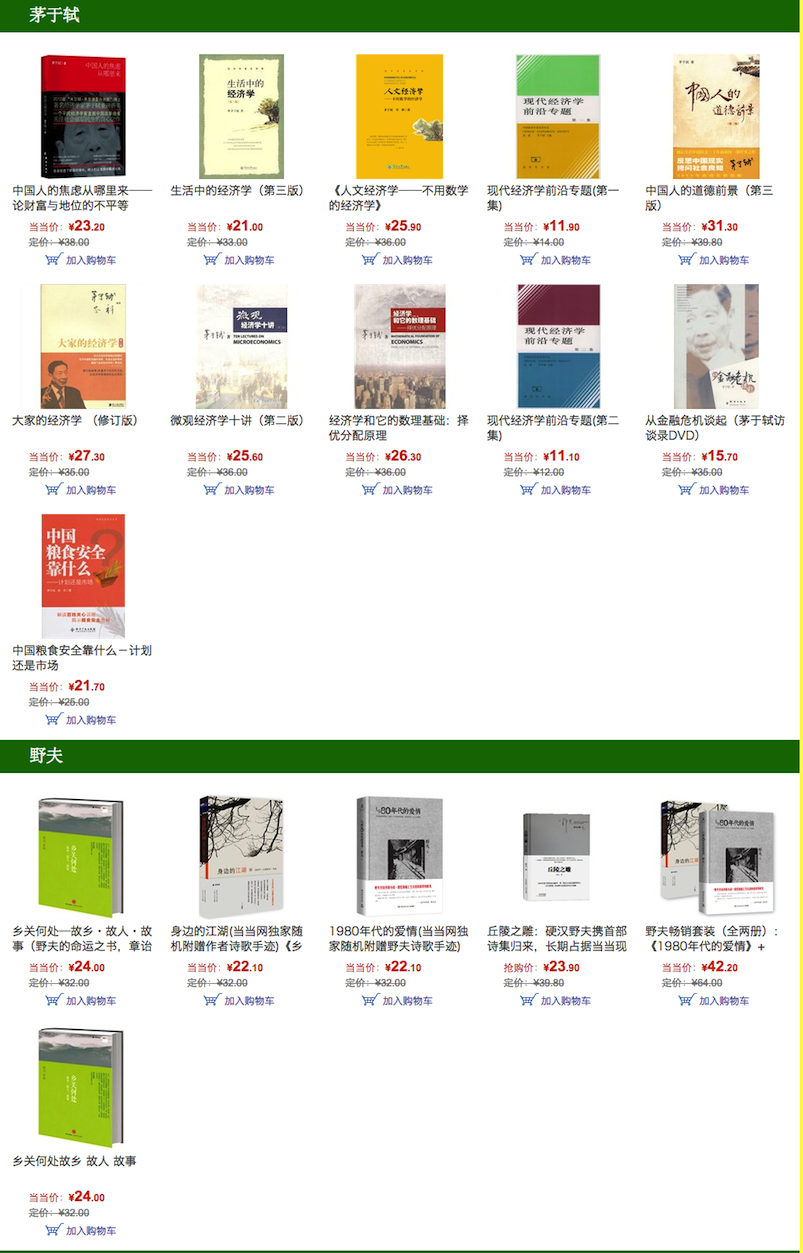 茅于轼
中国人的焦虑从哪里来——
论财富与地位的不平等
当当价：¥23.20
定价：¥38.00
加入购物车
生活中的经济学（第三版）
当当价：¥21.00
定价：¥33.00
加入购物车
《人文经济学——不用数学
的经济学》
当当价：¥25.90
定价：¥36.00
加入购物车
现代经济学前沿专题(第一
集)
当当价：¥11.90
定价：¥14.00
加入购物车
中国人的道德前景（第三
版）
当当价：¥31.30
定价：¥39.80
加入购物车
大家的经济学 （修订版）
当当价：¥27.30
定价：¥35.00
加入购物车
微观经济学十讲（第二版）
当当价：¥25.60
定价：¥36.00
加入购物车
经济学和它的数理基础：择
优分配原理
当当价：¥26.30
定价：¥36.00
加入购物车
现代经济学前沿专题(第二
集)
当当价：¥11.10
定价：¥12.00
加入购物车
从金融危机谈起（茅于轼访
谈录DVD）
当当价：¥15.70
定价：¥35.00
加入购物车
中国
粮食安全
靠什么
——计划还是市场
中国粮食安全靠什么－计划
还是市场
当当价：¥21.70
定价：¥25.00
加入购物车
野夫
乡关何处—故乡・故人・故
事（野夫的命运之书，章诒
当当价：¥24.00
定价：¥32.00
加入购物车
身边的江湖(当当网独家随
机附赠作者诗歌手迹)《乡
当当价：¥22.10
定价：¥32.00
加入购物车
1980年代的爱情(当当网独
家随机附赠野夫诗歌手迹)
当当价：¥22.10
定价：¥32.00
加入购物车
丘陵之雕：硬汉野夫携首部
诗集归来，长期占据当当现
抢购价：¥23.90
定价：¥39.80
加入购物车
野夫畅销套装（全两册）：
《1980年代的爱情》+
当当价：¥42.20
定价：¥64.00
加入购物车
乡关何处故乡 故人 故事
当当价：¥24.00
定价：¥32.00
加入购物车